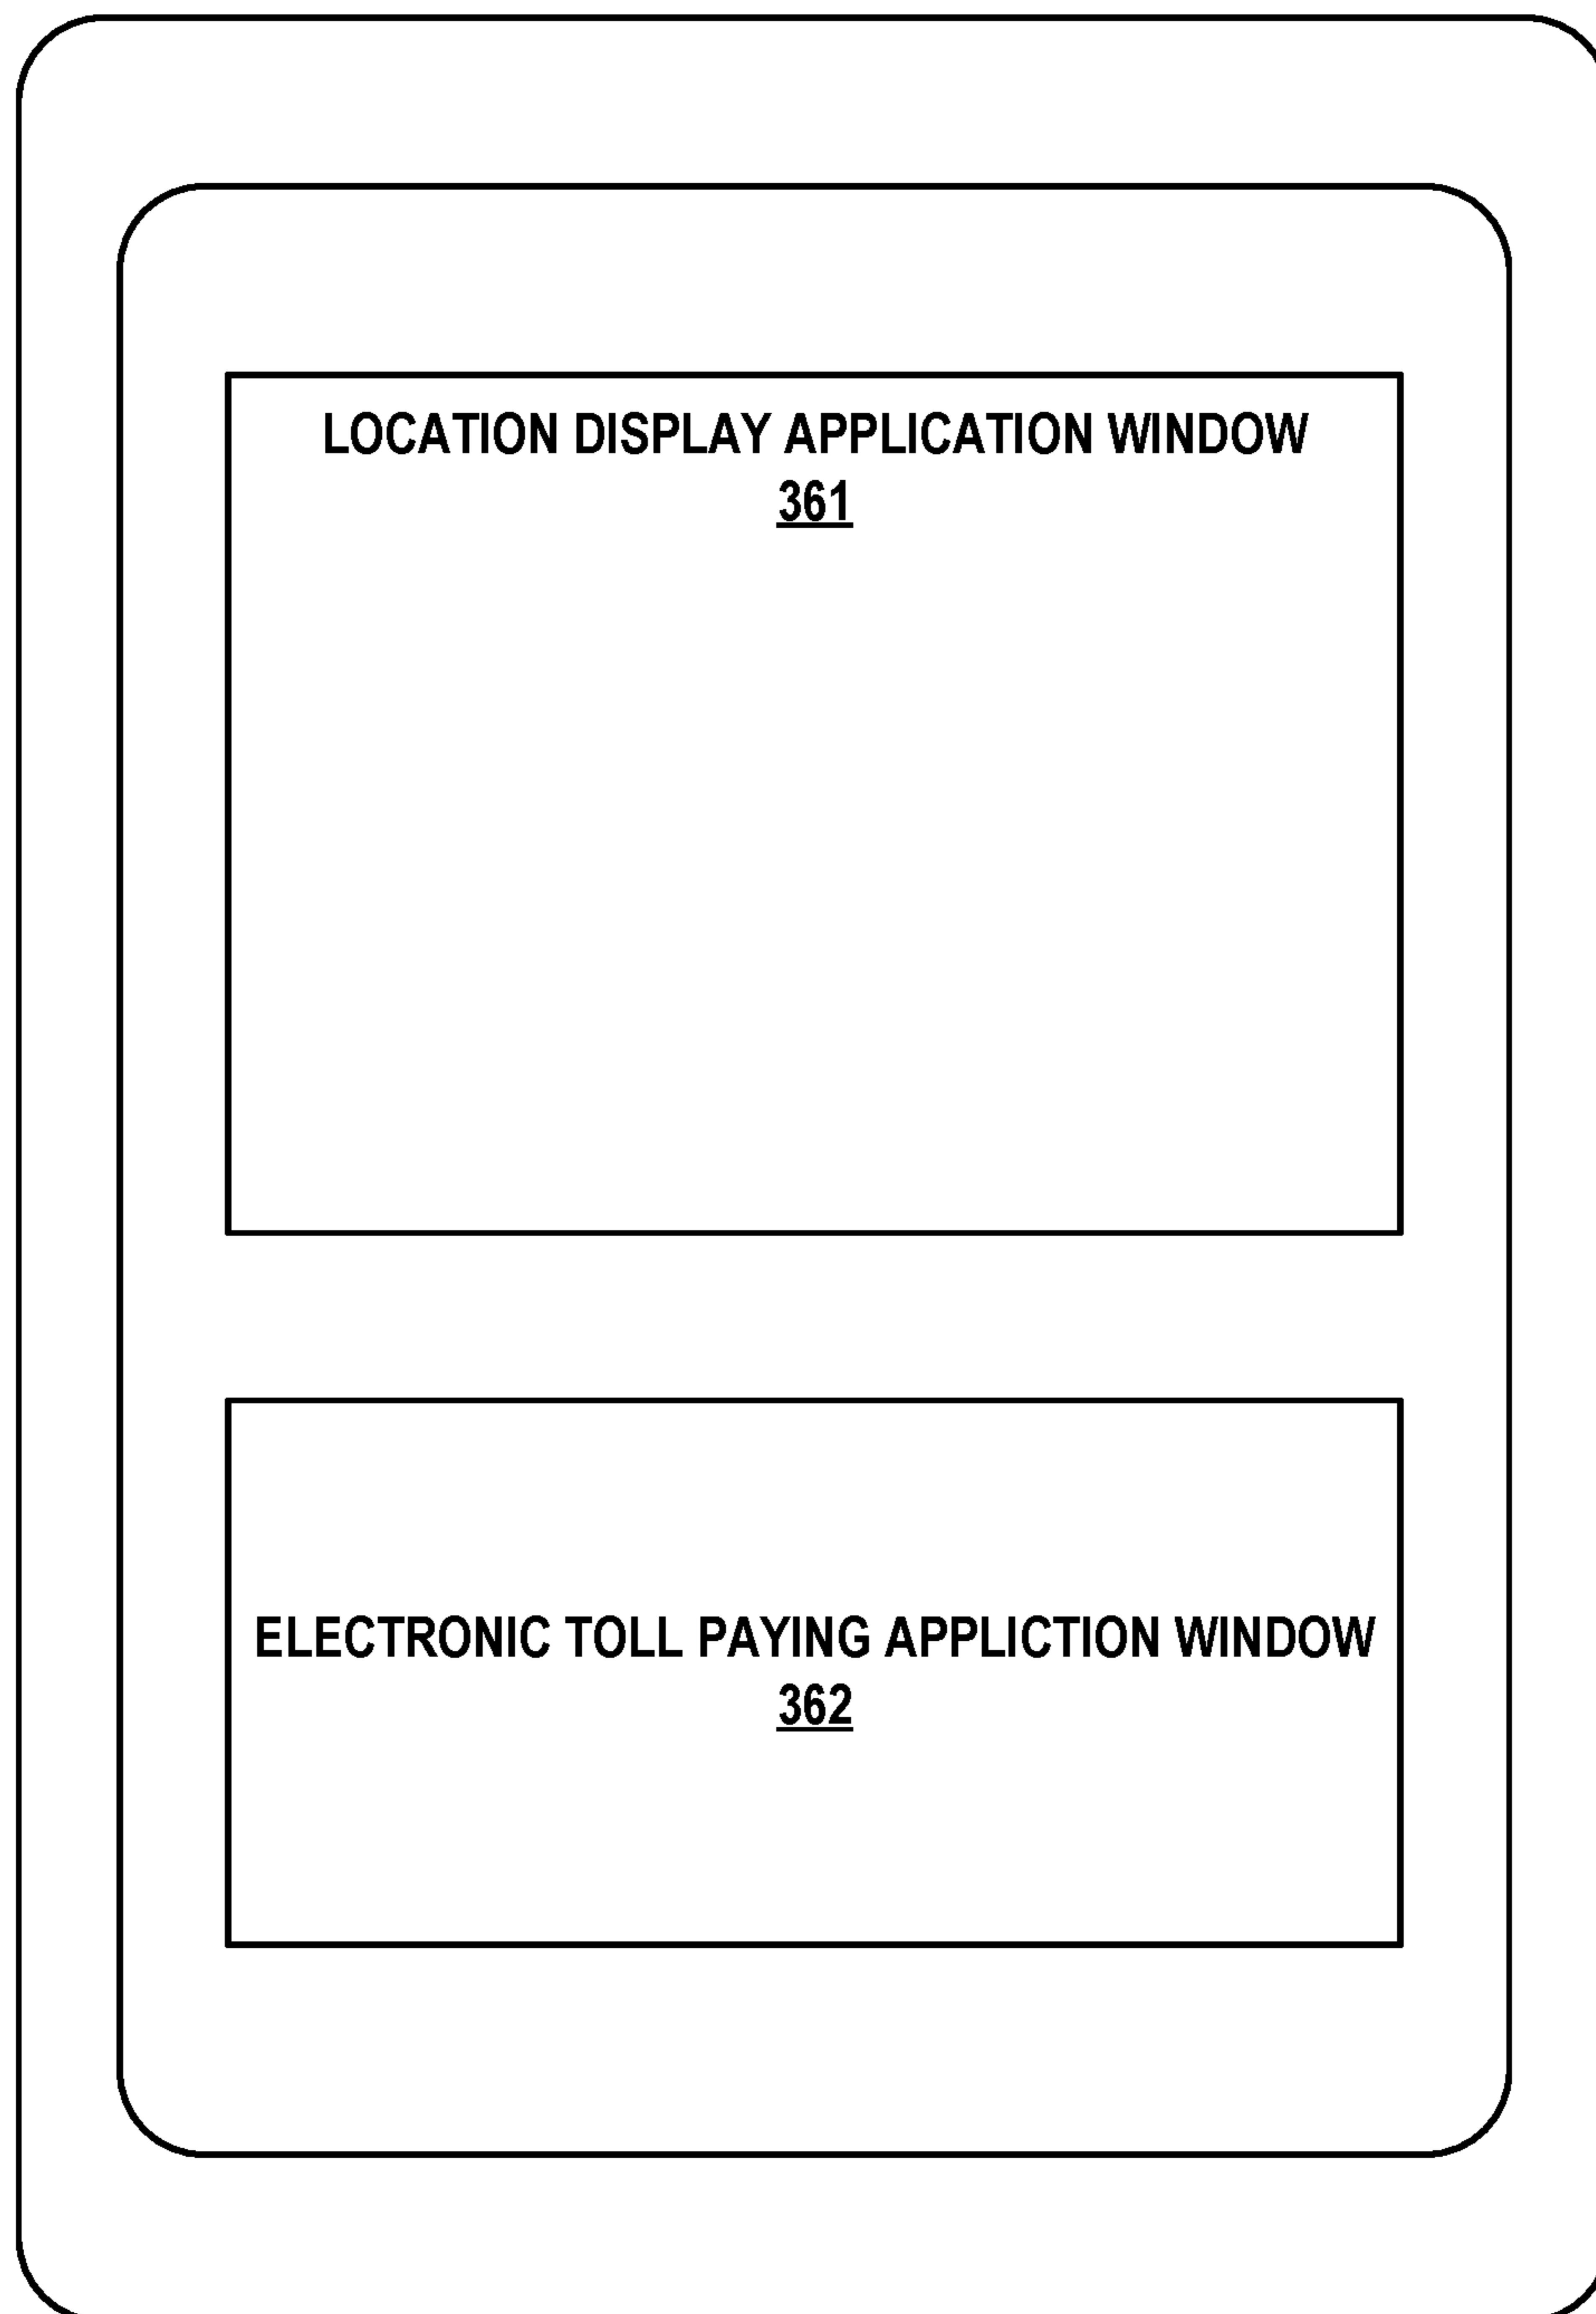 LOCATION DISPLAY APPLICATION WINDOW
361
ELECTRONIC TOLL PAYING APPLICTION WINDOW
362